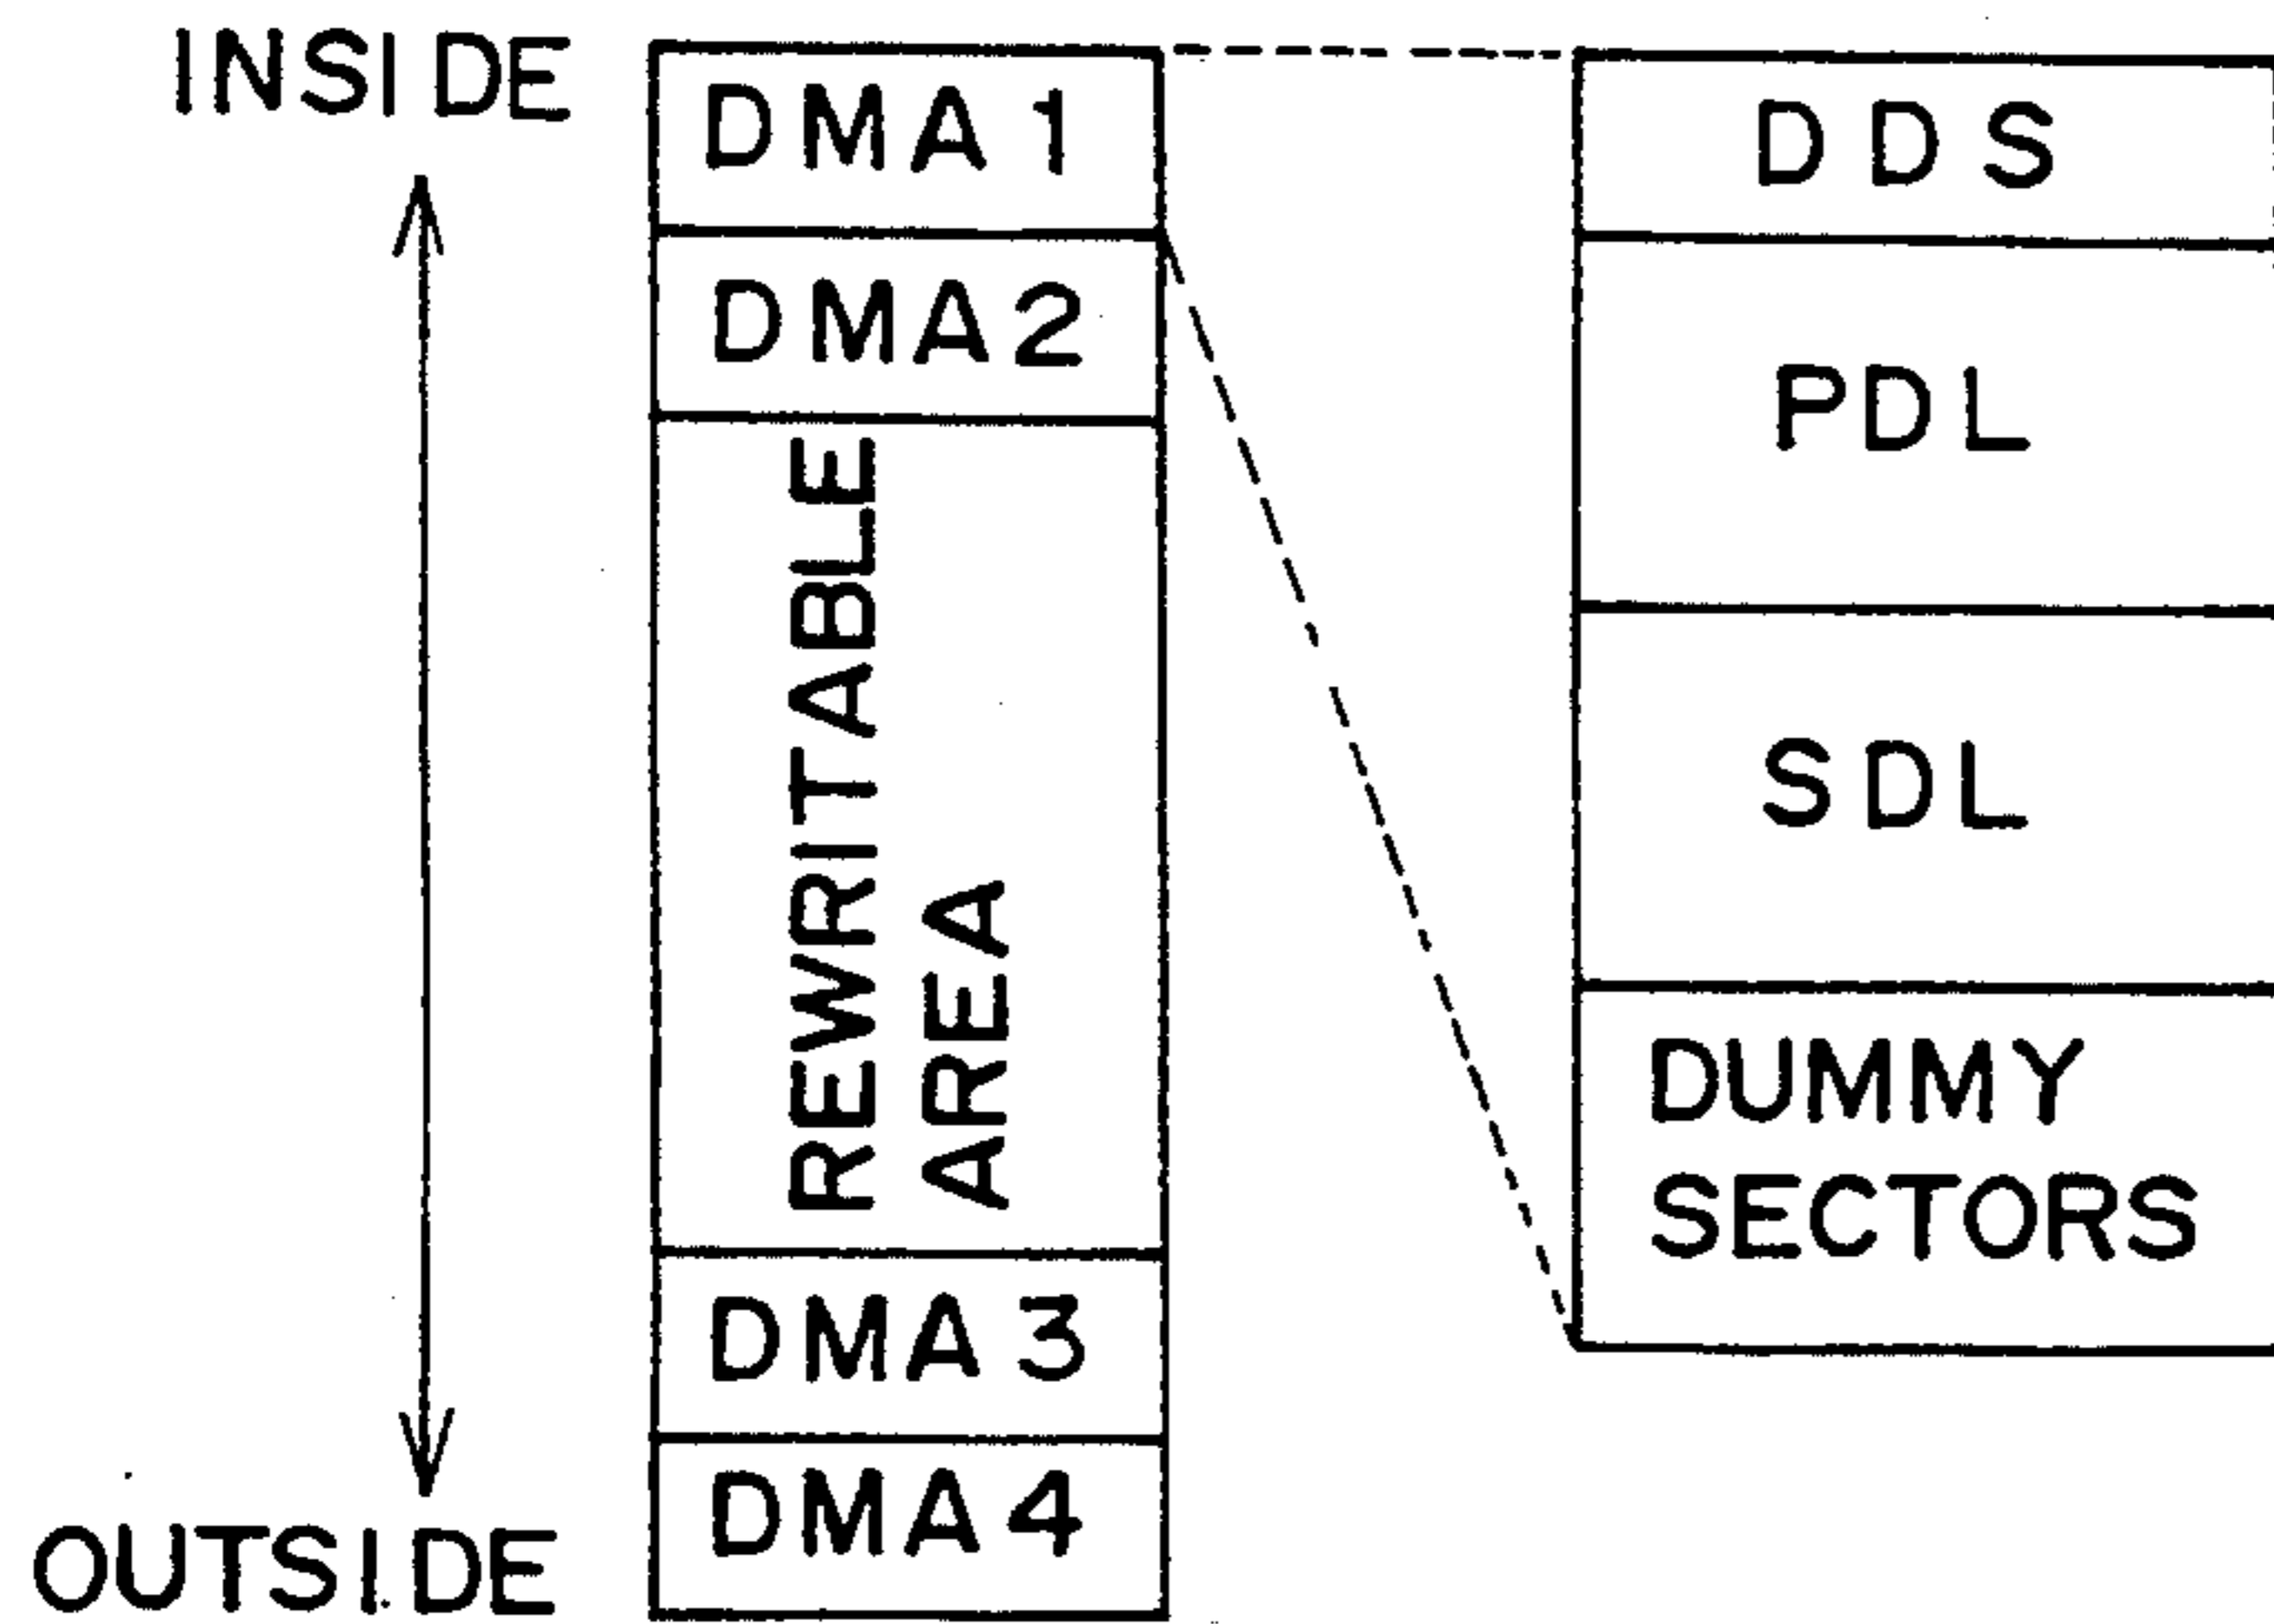 INSIDE
OUTSIDE
DMA1
DMA2
REWRITABLE
AREA
DMA3
DMA4
DDS
PDL
SDL
DUMMY
SECTORS